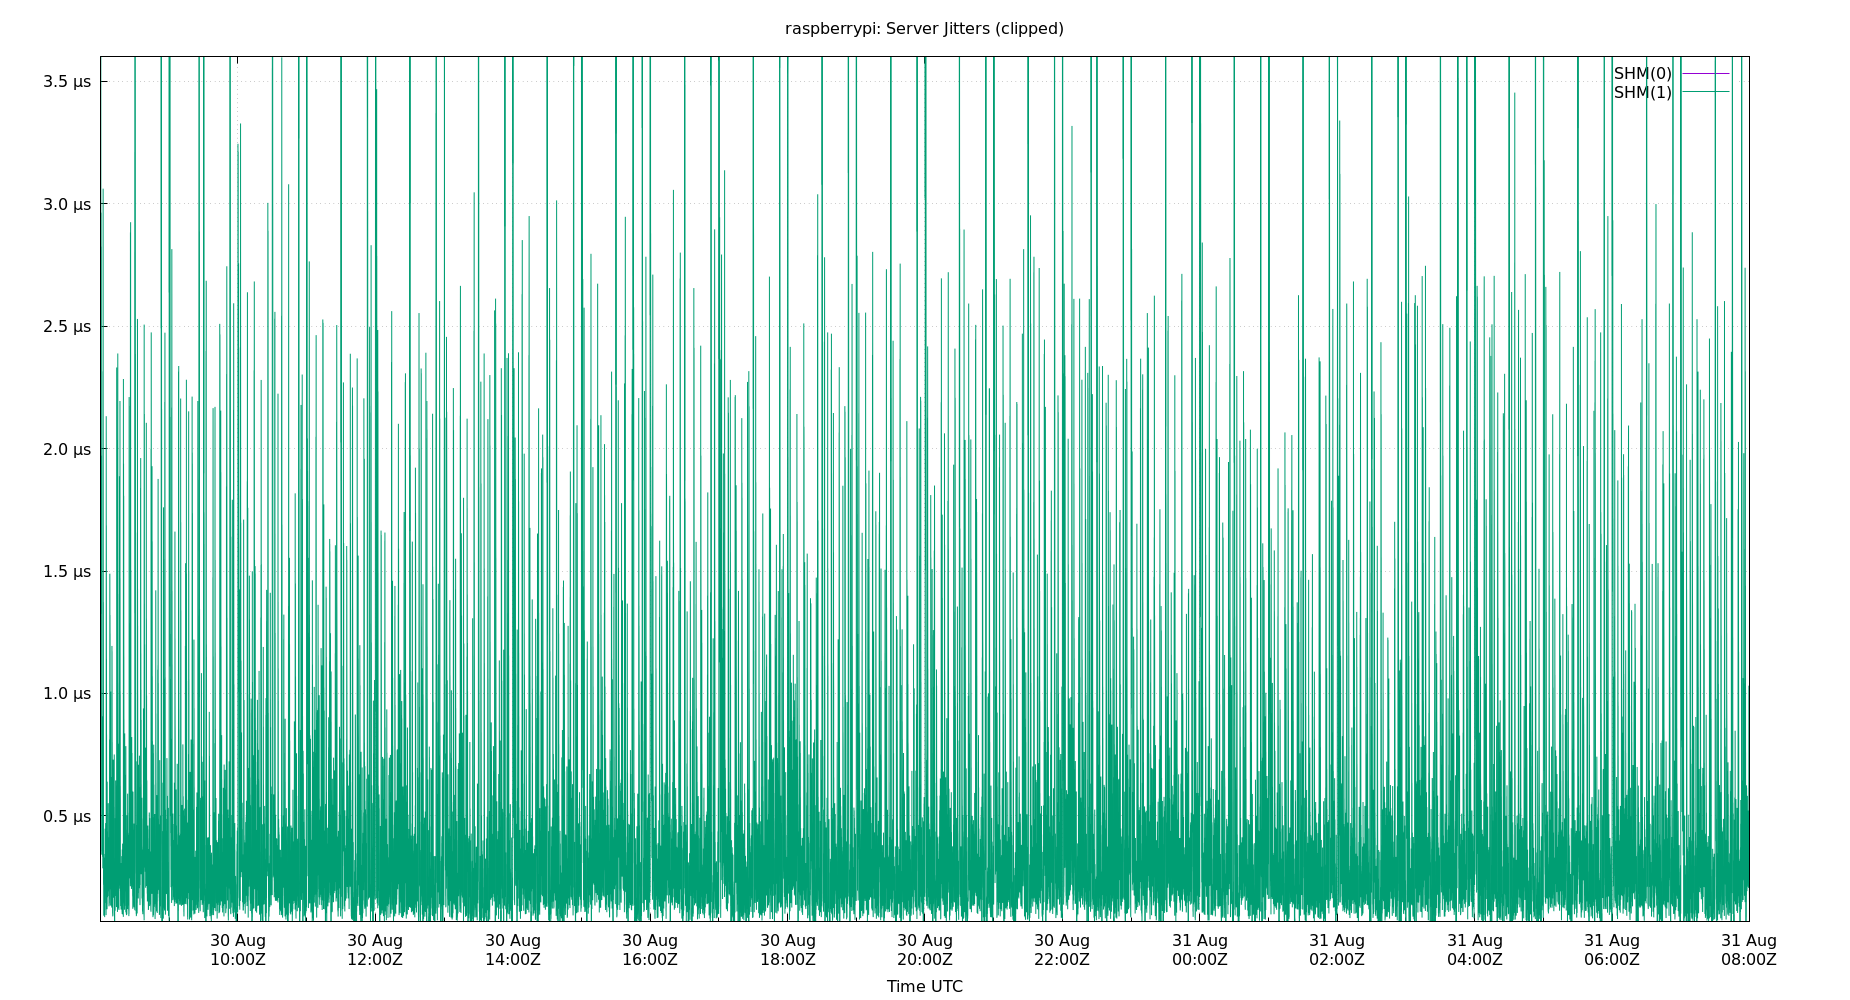 raspberrypi: Server Jitters (clipped)
3.5 μs
3.0 μs
2.5 μs
2.0 μs
1.5 μs
1.0 μs
0.5 μs
SHM(0)
SHM(1)
30 Aug 30 Aug 30 Aug 30 Aug 30 Aug 30 Aug 30 Aug 31 Aug 31 Aug 31 Aug 31 Aug 31 Aug
10:00Z 12:00Z 14:00Z 16:00Z 18:00Z 20:00Z 22:00Z 00:00Z 02:00Z 04:00Z 06:00Z 08:00Z
Time UTC